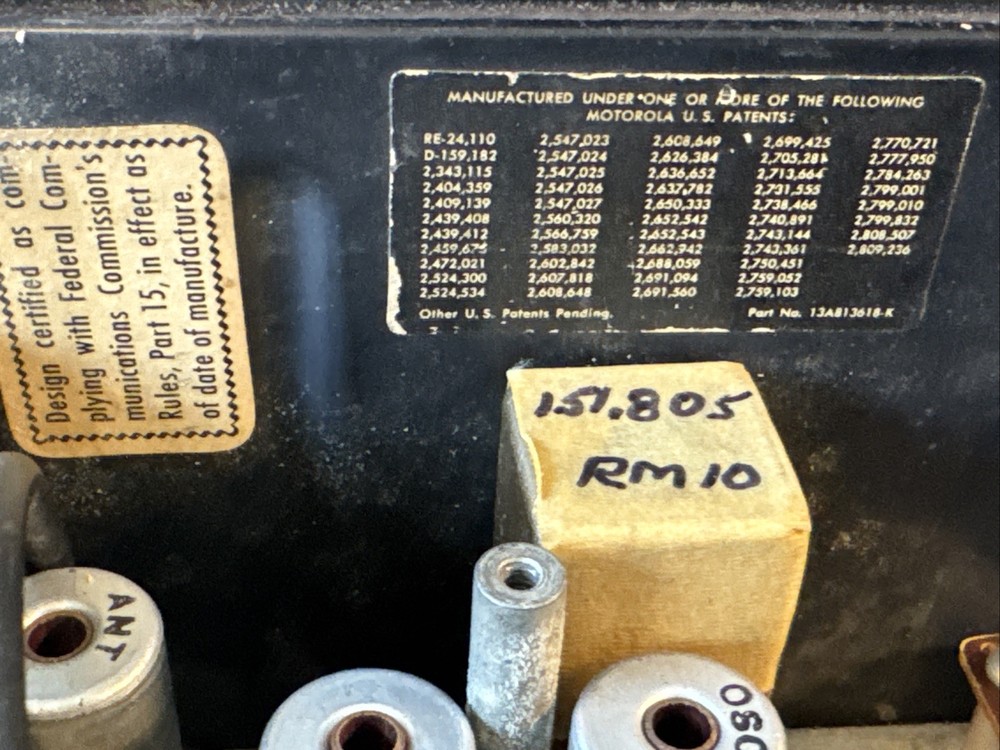 Design certified as com-
plying with Federal Com-
munications Commission's
Rules, Part 15, in effect as
of date of manufacture.
MANUFACTURED UNDER ONE OR MORE OF THE FOLLOWING
MOTOROLA U. S. PATENTS:
RE-24,110 2,547,023 2,608,649 2,699,425 2,770,721
D-159,182 2,547,024 2,626,384 2,705,281 2,777,950
2,343,115 2,547,025 2,636,652 2,713,664 2,784,263
2,404,359 2,547,026 2,637,782 2,731,555 2,799,001
2,409,139 2,547,027 2,650,333 2,738,466 2,799,010
2,439,408 2,560,320 2,652,542 2,740,891 2,799,832
2,439,412 2,566,759 2,652,543 2,743,144 2,808,507
2,459,675 2,583,032 2,662,942 2,743,361 2,809,236
2,472,021 2,602,842 2,688,059 2,750,451
2,524,300 2,607,818 2,691,094 2,759,052
2,524,534 2,608,648 2,691,560 2,759,103
Other U. S. Patents Pending. Part No. 13A813618-K
151.805
RM 10
ANT
OSC